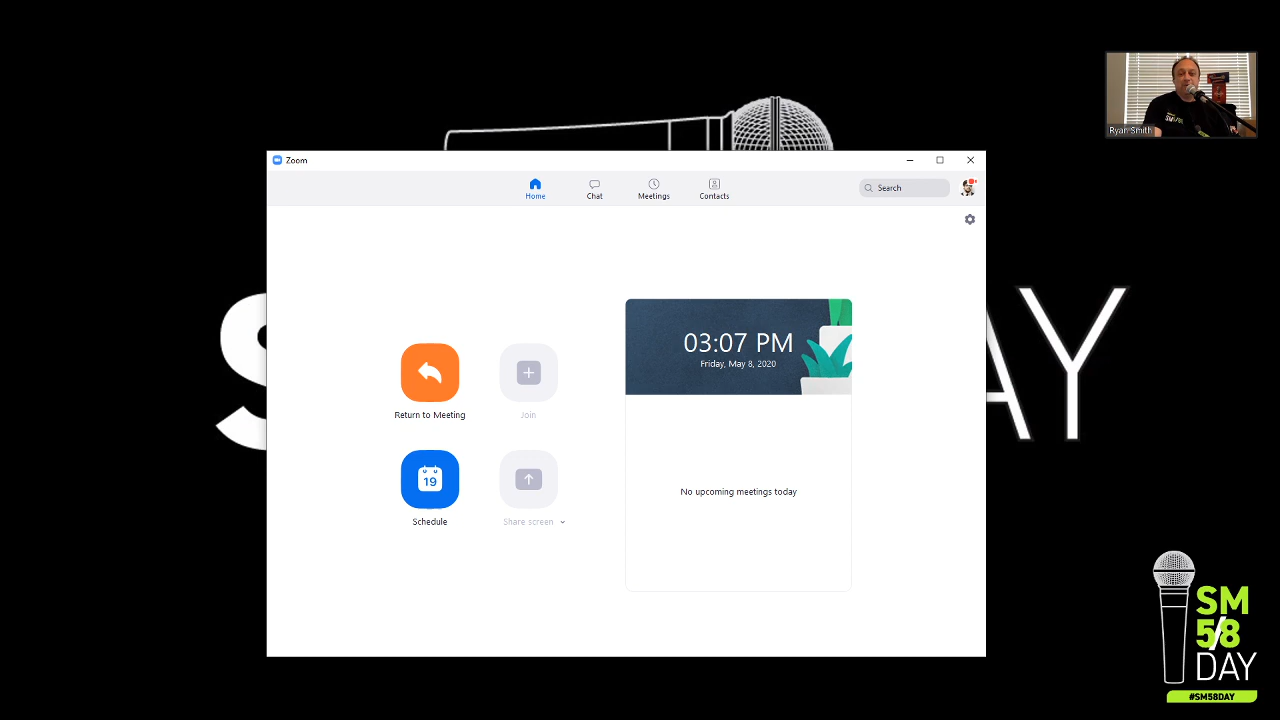 Ryan Smith
Zoom
Home
Chat
Meetings
Contacts
Search
03:07 PM
Friday, May 8, 2020
Return to Meeting
Join
19
Schedule
Share screen
No upcoming meetings today
S
AY
SM
58
/
DAY
#SM58DAY